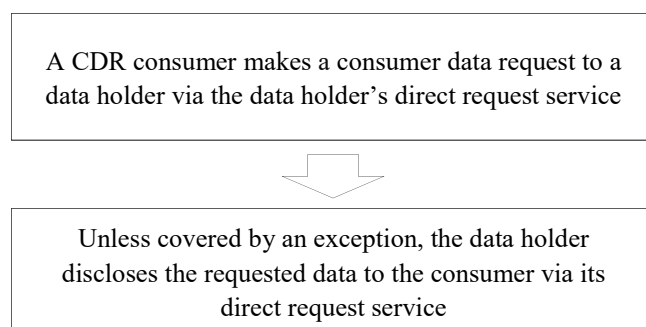 A CDR consumer makes a consumer data request to a
data holder via the data holder’s direct request service
Unless covered by an exception, the data holder
discloses the requested data to the consumer via its
direct request service